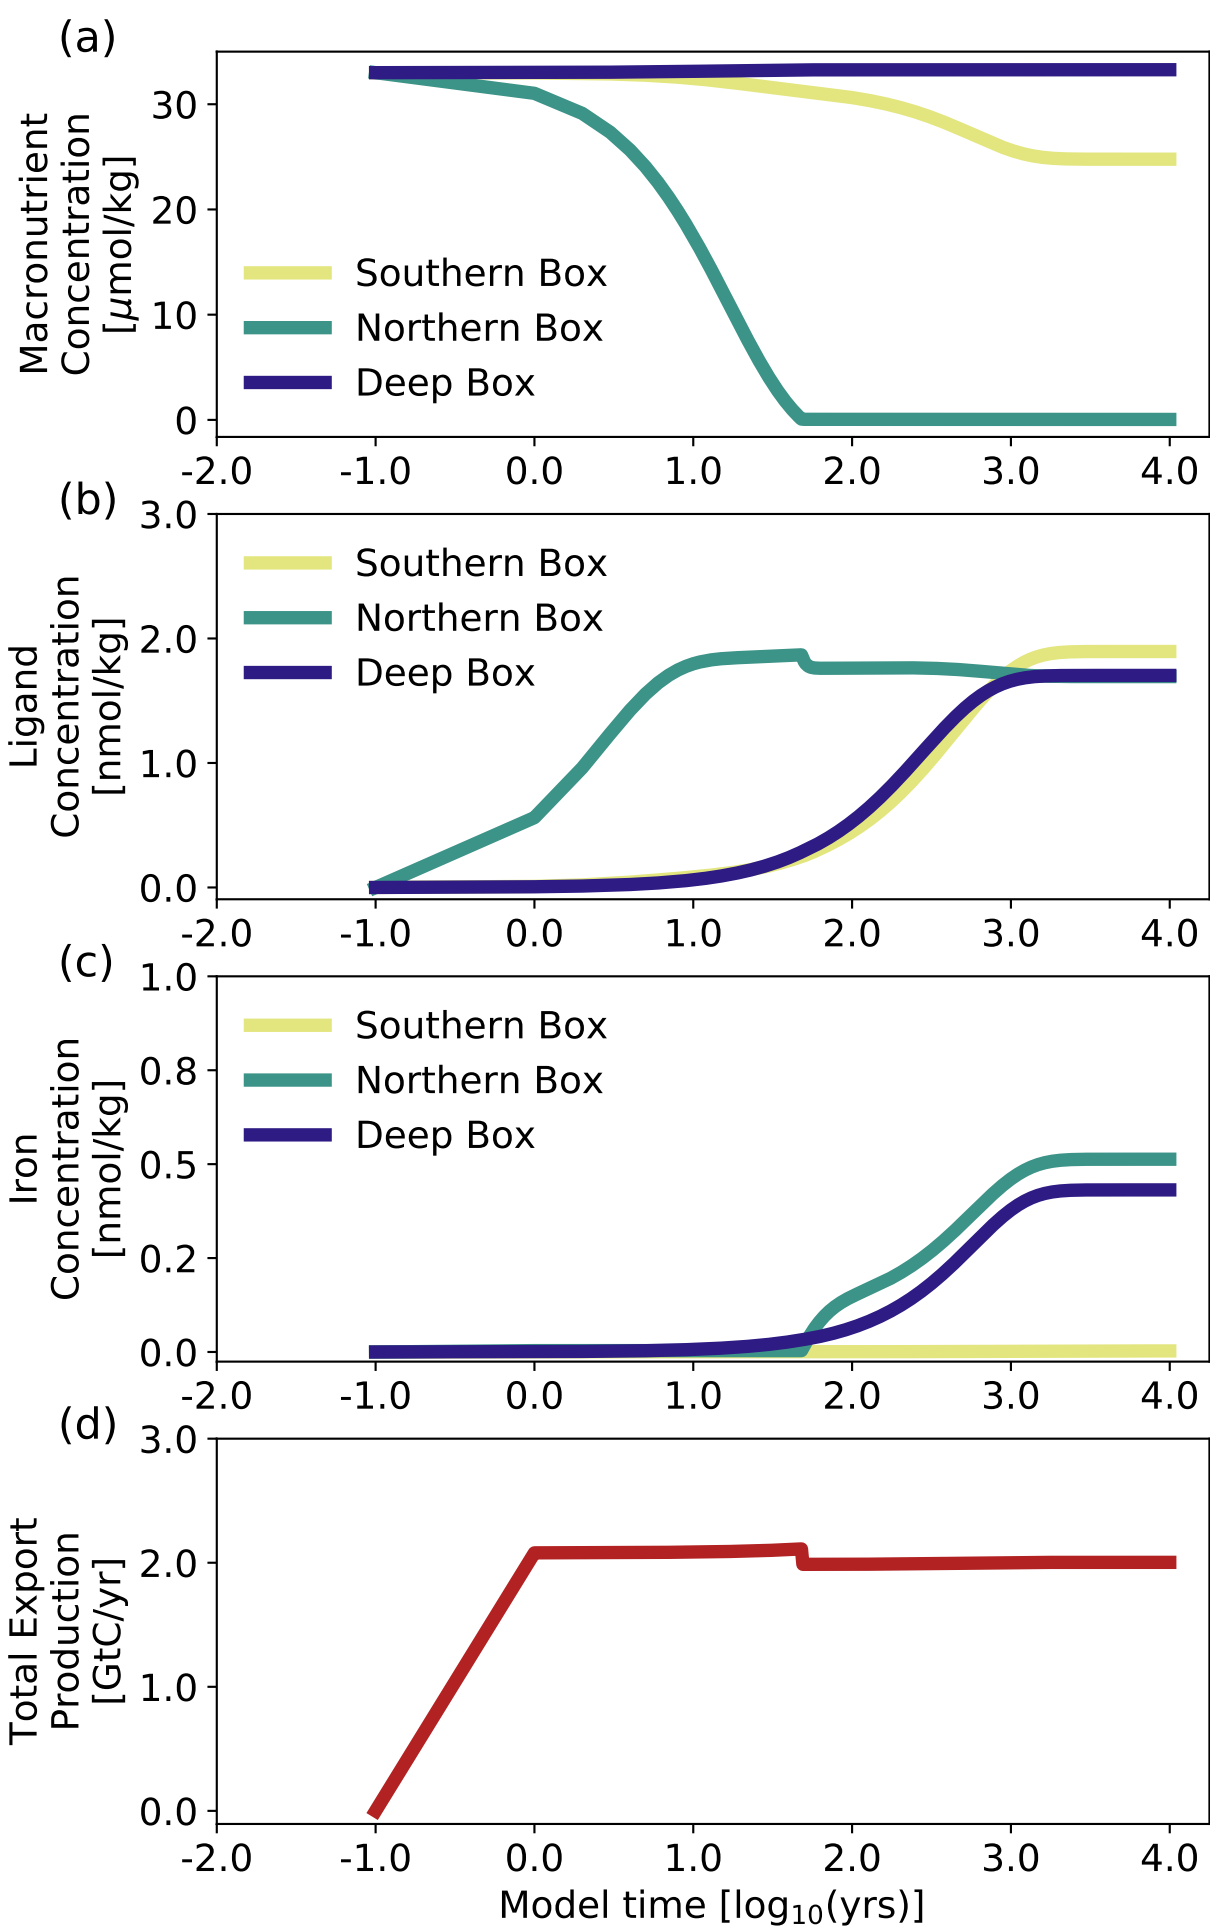 (a)
Macronutrient
Concentration
[μmol/kg]
30
20
10
0
Southern Box
Northern Box
Deep Box
-2.0 -1.0 0.0 1.0 2.0 3.0 4.0
(b)
Ligand
Concentration
[nmol/kg]
3.0
2.0
1.0
0.0
Southern Box
Northern Box
Deep Box
-2.0 -1.0 0.0 1.0 2.0 3.0 4.0
(c)
Iron
Concentration
[nmol/kg]
1.0
0.8
0.5
0.2
0.0
Southern Box
Northern Box
Deep Box
-2.0 -1.0 0.0 1.0 2.0 3.0 4.0
(d)
Total Export
Production
[GtC/yr]
3.0
2.0
1.0
0.0
-2.0 -1.0 0.0 1.0 2.0 3.0 4.0
Model time [log₁₀(yrs)]